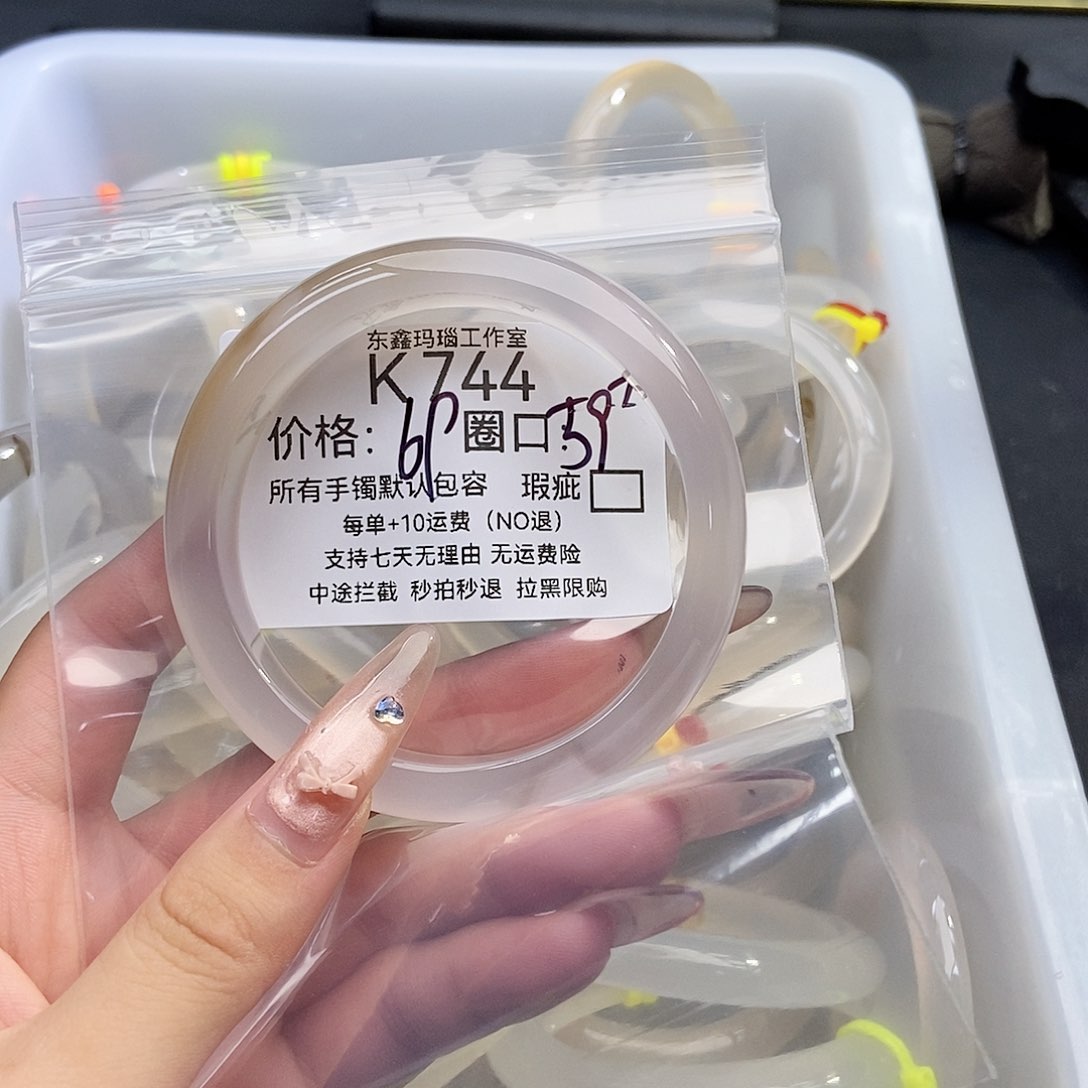 东鑫玛瑙工作室
K744
价格： 圈口：59
所有手镯默认包容 瑕疵
每单+10运费（NO退）
支持七天无理由 无运费险
中途拦截 秒拍秒退 拉黑限购